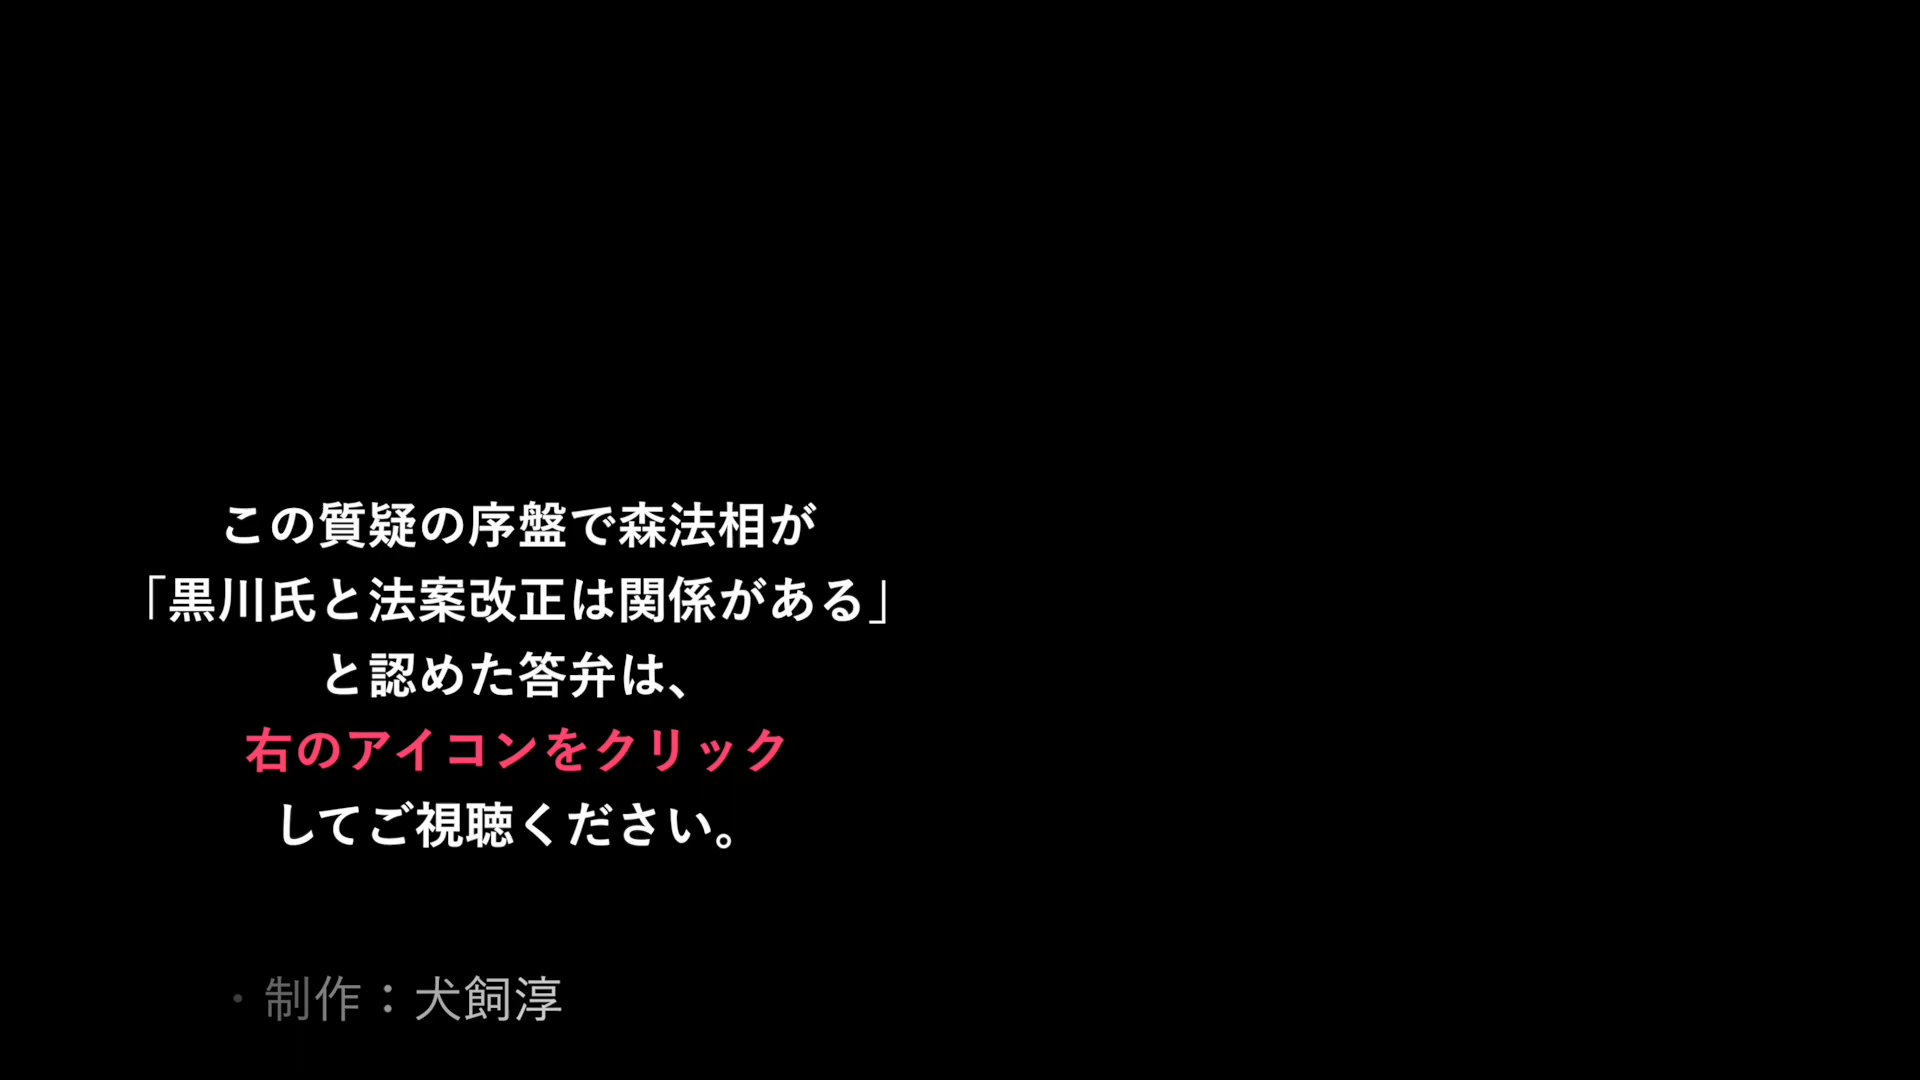 この質疑の序盤で森法相が
「黒川氏と法案改正は関係がある」
と認めた答弁は、
右のアイコンをクリック
してご視聴ください。
・制作：犬飼淳